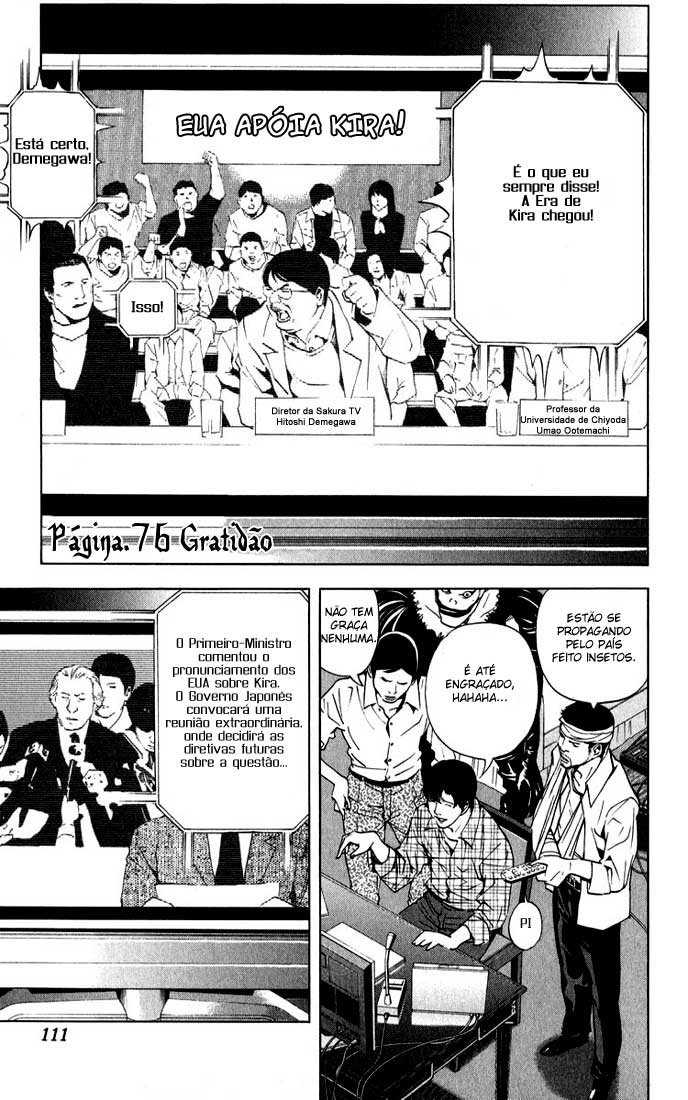 EUA APÓIA KIRA!
É o que eu
sempre disse!
A Era de
Kira chegou!
Está certo,
Demegawa!
Isso!
Diretor da Sakura TV
Hitoshi Demegawa
Professor da
Universidade de Chiyoda
Umao Ootemachi
Página.76 Gratidão
ESTÃO SE
PROPAGANDO
PELO PAÍS
FEITO INSETOS.
É ATÉ
ENGRAÇADO,
HAHAHA...
NÃO TEM
GRAÇA
NENHUMA.
PI
O Primeiro-Ministro
comentou o
pronunciamento dos
EUA sobre Kira.
O Governo Japonês
convocará uma
reunião extraordinária,
onde decidirá as
diretivas futuras
sobre a questão...
111